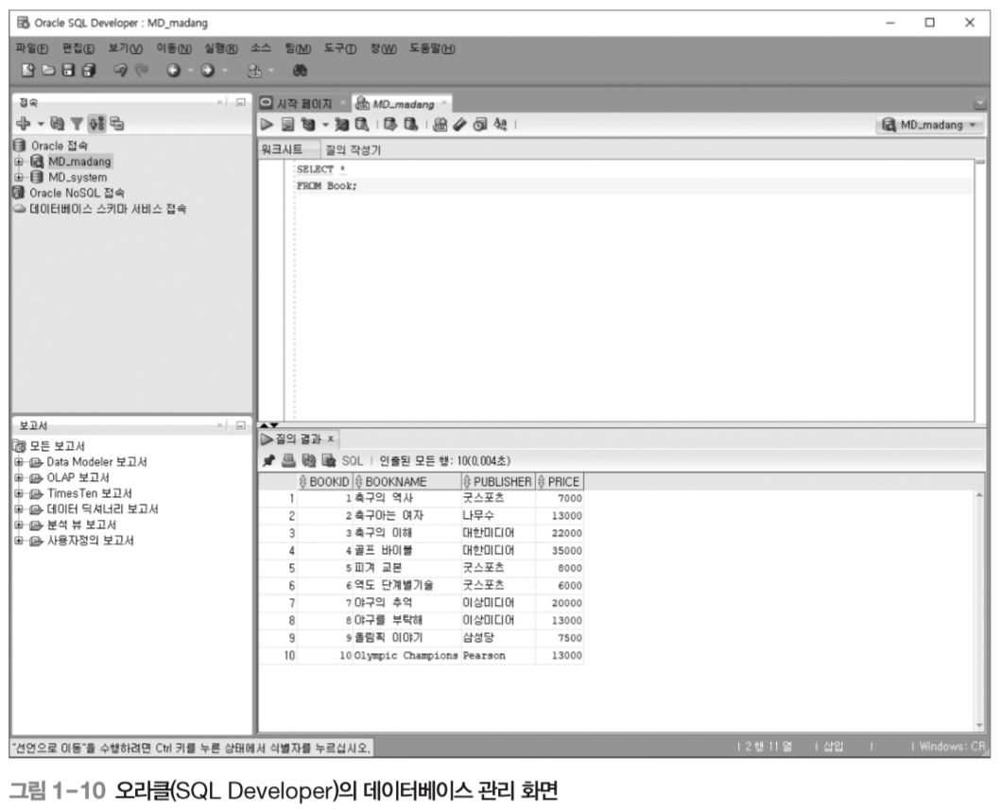 Oracle SQL Developer : MD_madang
파일(F) 편집(E) 보기(V) 이동(N) 실행(R) 소스 팀(M) 도구(T) 창(W) 도움말(H)
접속
Oracle 접속
MD_madang
MD_system
Oracle NoSQL 접속
데이터베이스 스키마 서비스 접속
보고서
모든 보고서
Data Modeler 보고서
OLAP 보고서
TimesTen 보고서
데이터 딕셔너리 보고서
분석 뷰 보고서
사용자정의 보고서
시작 페이지 MD_madang
MD_madang
워크시트 질의 작성기
SELECT *
FROM Book;
질의 결과 x
SQL | 인출된 모든 행: 10(0,004초)
BOOKID BOOKNAME PUBLISHER PRICE
1 1 축구의 역사 굿스포츠 7000
2 2 축구아는 여자 나무수 13000
3 3 축구의 이해 대한미디어 22000
4 4 골프 바이블 대한미디어 35000
5 5 피겨 교본 굿스포츠 8000
6 6 역도 단계별기술 굿스포츠 6000
7 7 야구의 추억 이상미디어 20000
8 8 야구를 부탁해 이상미디어 13000
9 9 올림픽 이야기 삼성당 7500
10 10 Olympic Champions Pearson 13000
"선언으로 이동"을 수행하려면 Ctrl 키를 누른 상태에서 식별자를 누르십시오.
| 2 행 11 열 | 삽입 | | Windows: CR
그림 1-10 오라클(SQL Developer)의 데이터베이스 관리 화면